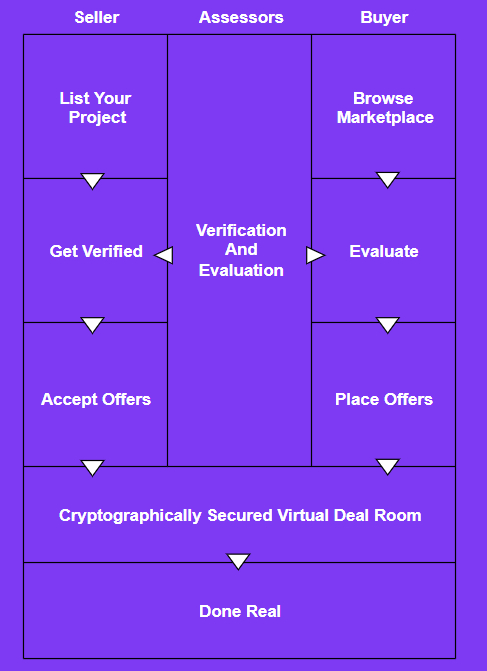 Seller
Assessors
Buyer
List Your
Project
Browse
Marketplace
Get Verified
Verification
And
Evaluation
Evaluate
Accept Offers
Place Offers
Cryptographically Secured Virtual Deal Room
Done Real